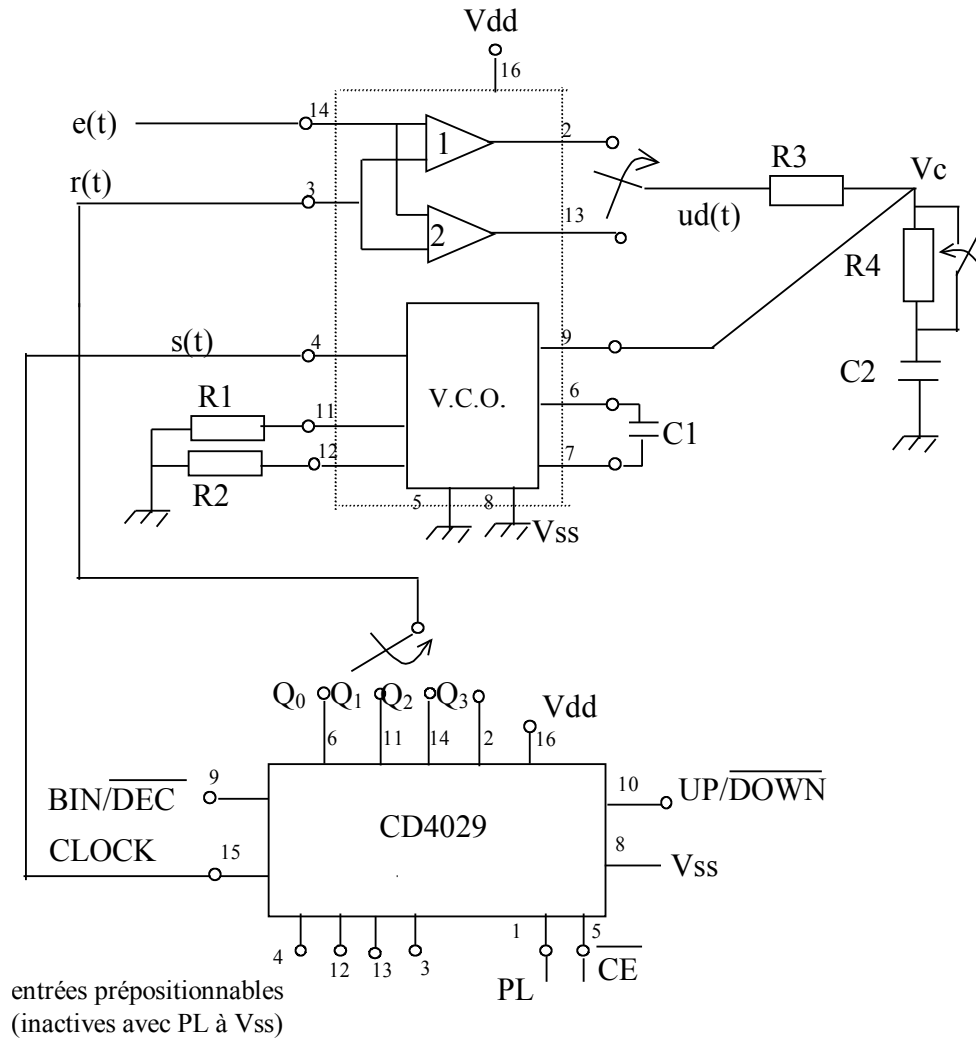 Vdd
16
e(t)
14
1
2
R3
Vc
r(t)
3
ud(t)
2
13
R4
s(t)
4
9
C2
R1
11
V.C.O.
6
C1
12
7
R2
5
8
Vss
Q0
Q1
Q2
Q3
Vdd
6
11
14
2
16
9
BIN/DEC
10
UP/DOWN
CD4029
CLOCK
15
8
Vss
4
12
13
3
1
5
PL
CE
entrées prépositionnables
(inactives avec PL à Vss)